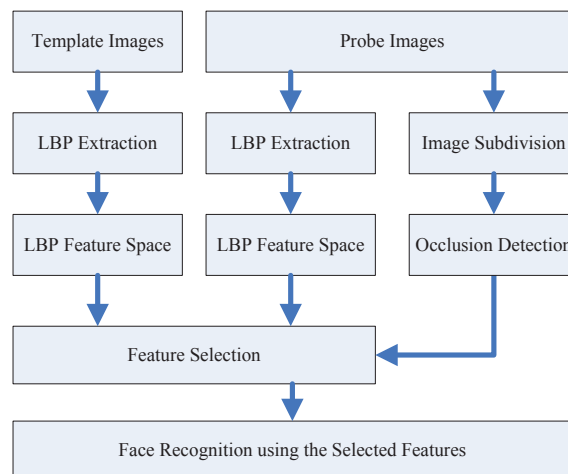 Template Images
Probe Images
LBP Extraction
LBP Extraction
Image Subdivision
LBP Feature Space
LBP Feature Space
Occlusion Detection
Feature Selection
Face Recognition using the Selected Features